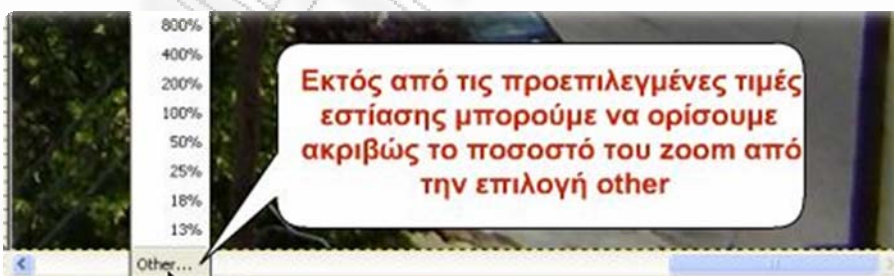 800%
400%
200%
100%
50%
25%
18%
13%
Other...
Εκτός από τις προεπιλεγμένες τιμές
εστίασης μπορούμε να ορίσουμε
ακριβώς το ποσοστό του zoom από
την επιλογή other